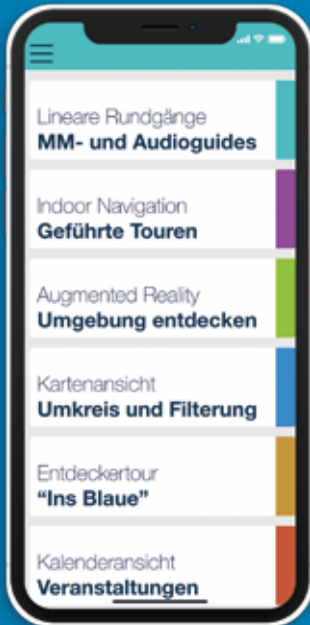 Lineare Rundgänge
MM- und Audioguides
Indoor Navigation
Geführte Touren
Augmented Reality
Umgebung entdecken
Kartenansicht
Umkreis und Filterung
Entdeckertour
“Ins Blaue”
Kalenderansicht
Veranstaltungen